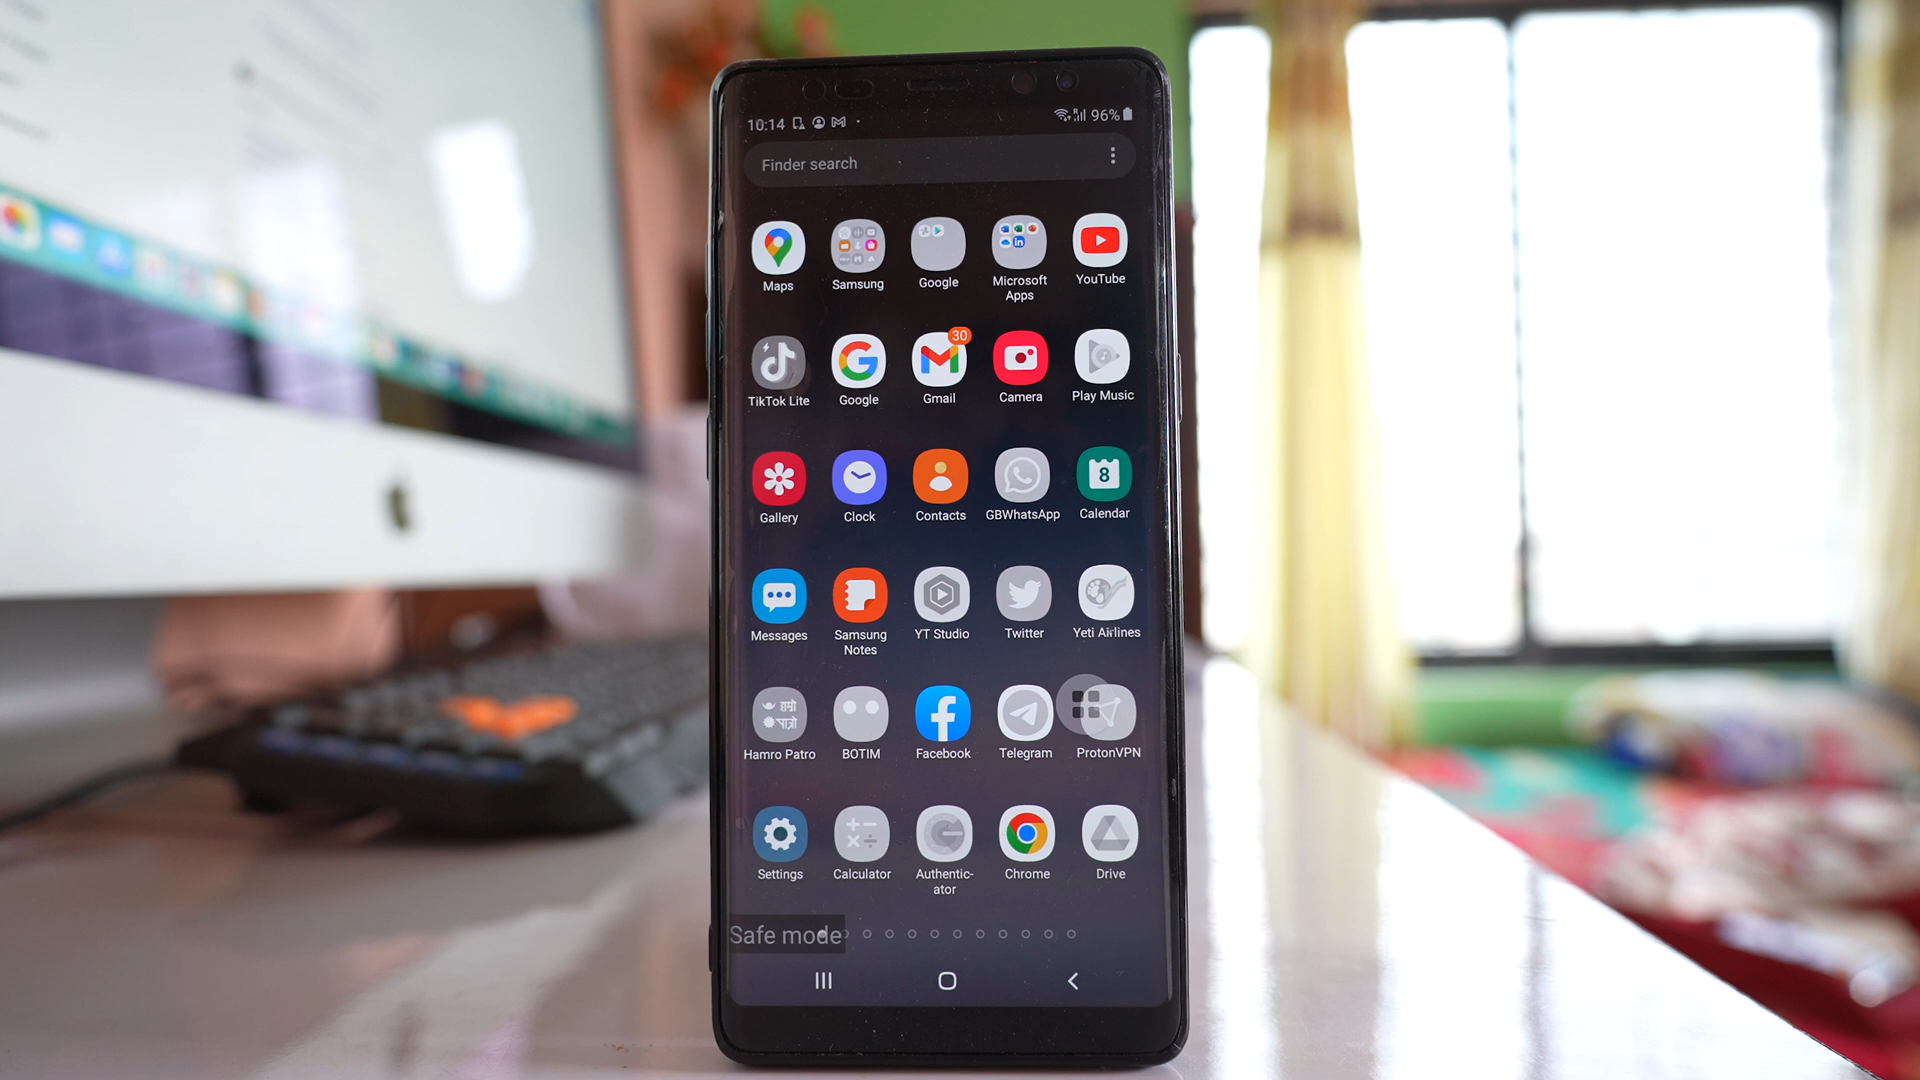 10:14
96%
Finder search
Maps
Samsung
Google
Microsoft
Apps
YouTube
30
TikTok Lite
Google
Gmail
Camera
Play Music
8
Gallery
Clock
Contacts
GBWhatsApp
Calendar
Messages
Samsung
Notes
YT Studio
Twitter
Yeti Airlines
हाम्रो
पात्रो
Hamro Patro
BOTIM
Facebook
Telegram
ProtonVPN
Settings
Calculator
Authentic-
ator
Chrome
Drive
Safe mode